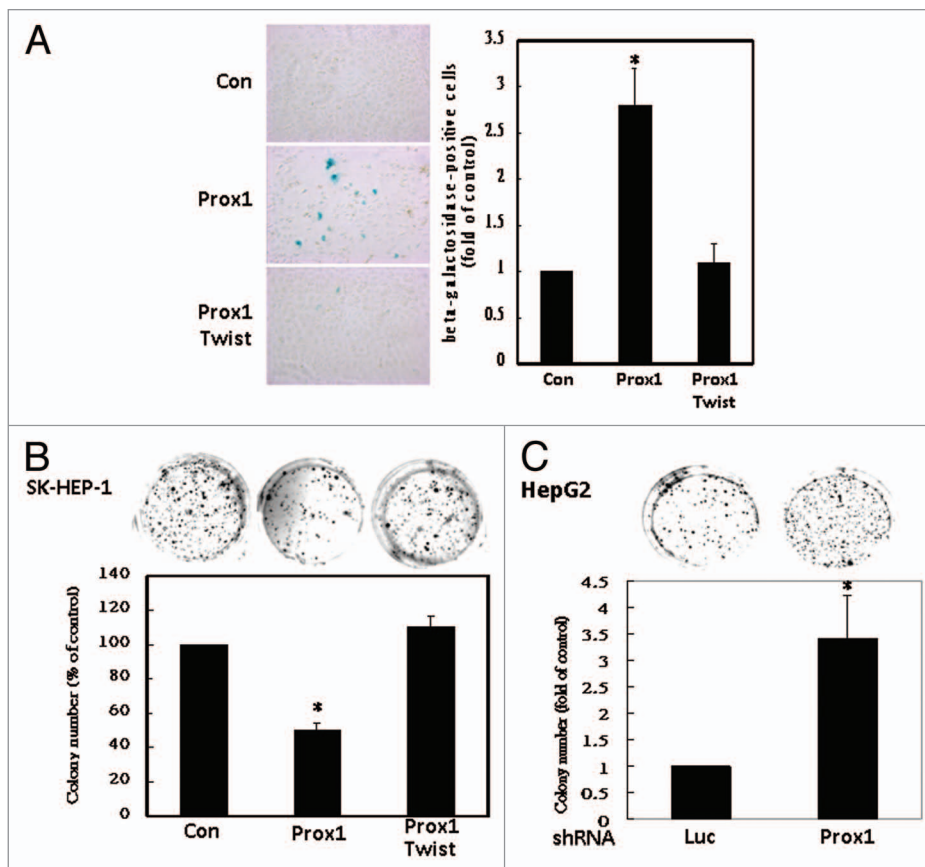 A
Con
Prox1
Prox1
Twist
beta-galactosidase-positive cells
(fold of control)
3.5
3
2.5
2
1
0.5
0
*
Con
Prox1
Prox1
Twist
B
SK-HEP-1
Colony number (% of control)
140
120
100
80
60
40
20
0
*
Con
Prox1
Prox1
Twist
C
HepG2
Colony number (fold of control)
4.5
4
3.5
3
2.5
2
1.5
1
0.5
0
*
shRNA
Luc
Prox1